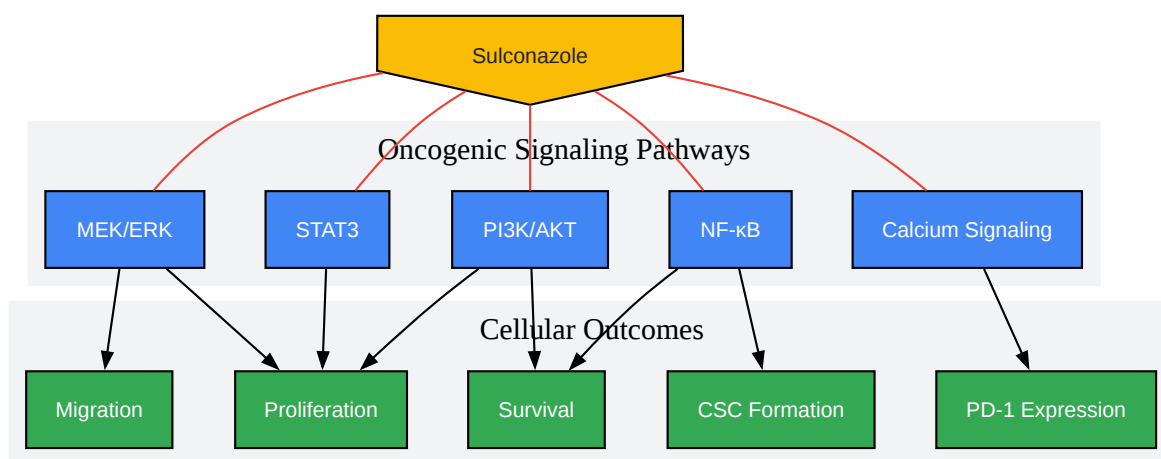 Sulconazole
Oncogenic Signaling Pathways
MEK/ERK
STAT3
PI3K/AKT
NF-κB
Calcium Signaling
Cellular Outcomes
Migration
Proliferation
Survival
CSC Formation
PD-1 Expression